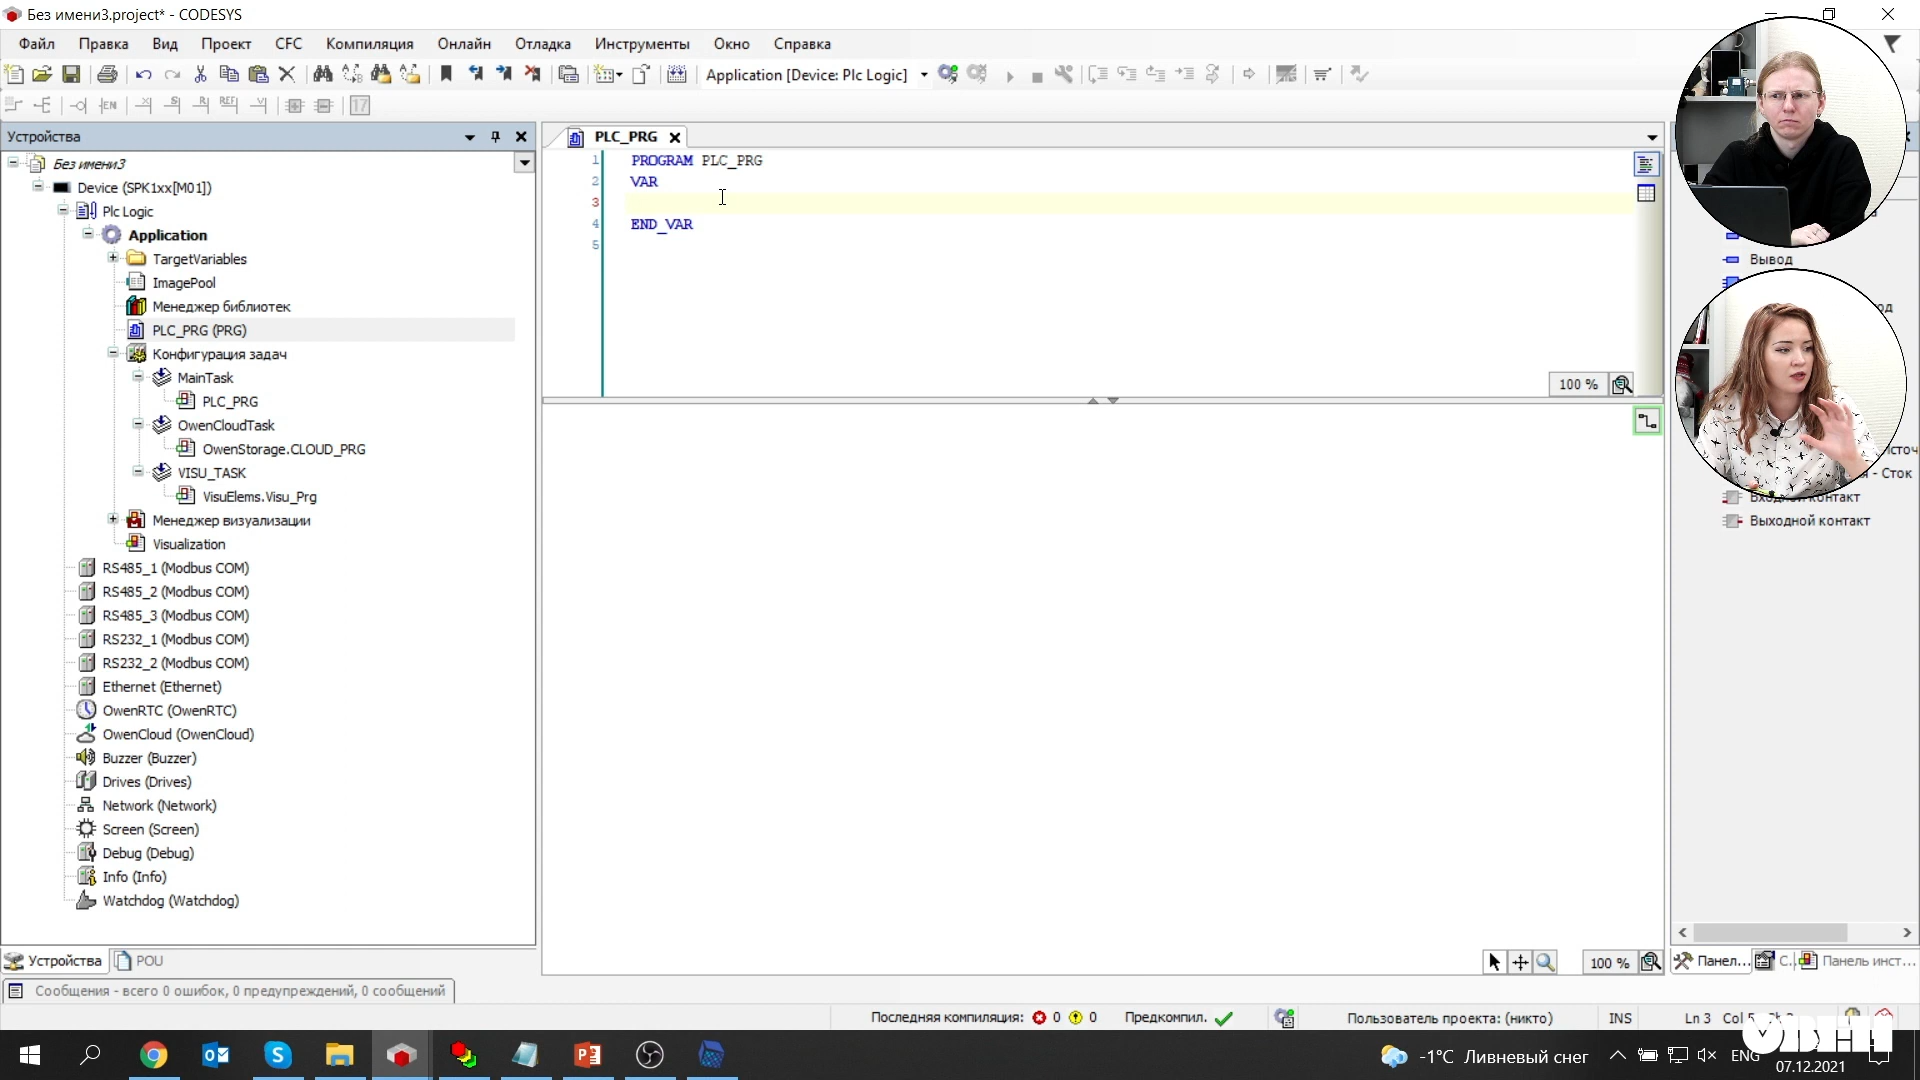 Без имени3.project* - CODESYS
Файл Правка Вид Проект CFC Компиляция Онлайн Отладка Инструменты Окно Справка
Application [Device: Plc Logic]
Устройства
Без имени3
Device (SPK1xx[M01])
Plc Logic
Application
TargetVariables
ImagePool
Менеджер библиотек
PLC_PRG (PRG)
Конфигурация задач
MainTask
PLC_PRG
OwenCloudTask
OwenStorage.CLOUD_PRG
VISU_TASK
VisuElems.Visu_Prg
Менеджер визуализации
Visualization
RS485_1 (Modbus COM)
RS485_2 (Modbus COM)
RS485_3 (Modbus COM)
RS232_1 (Modbus COM)
RS232_2 (Modbus COM)
Ethernet (Ethernet)
OwenRTC (OwenRTC)
OwenCloud (OwenCloud)
Buzzer (Buzzer)
Drives (Drives)
Network (Network)
Screen (Screen)
Debug (Debug)
Info (Info)
Watchdog (Watchdog)
Устройства POU
PLC_PRG
1 PROGRAM PLC_PRG
2 VAR
3
4 END_VAR
5
100 %
100 %
Вывод
Сток
Входной контакт
Выходной контакт
Панел... С. Панель инст...
Сообщения - всего 0 ошибок, 0 предупреждений, 0 сообщений
Последняя компиляция: 0 0 Предкомпил. Пользователь проекта: (никто) INS Ln 3
-1°C Ливневый снег ENG
07.12.2021